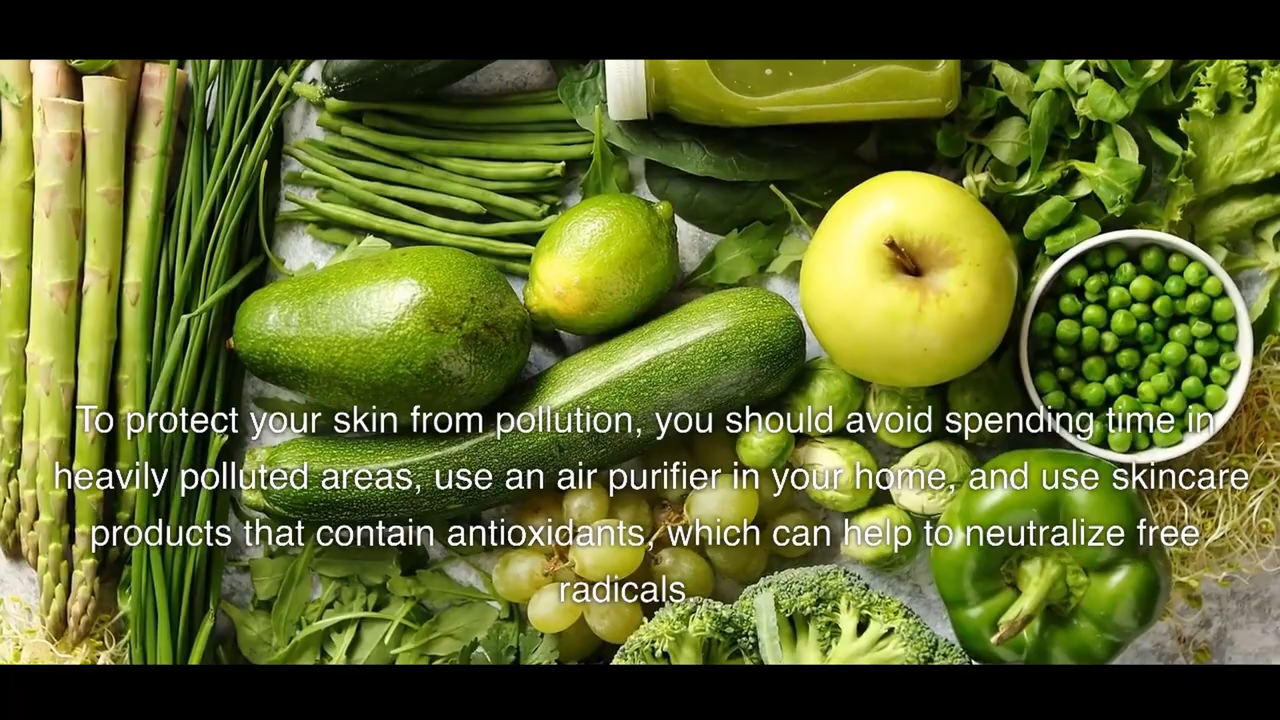 To protect your skin from pollution, you should avoid spending time in
heavily polluted areas, use an air purifier in your home, and use skincare
products that contain antioxidants, which can help to neutralize free
radicals.